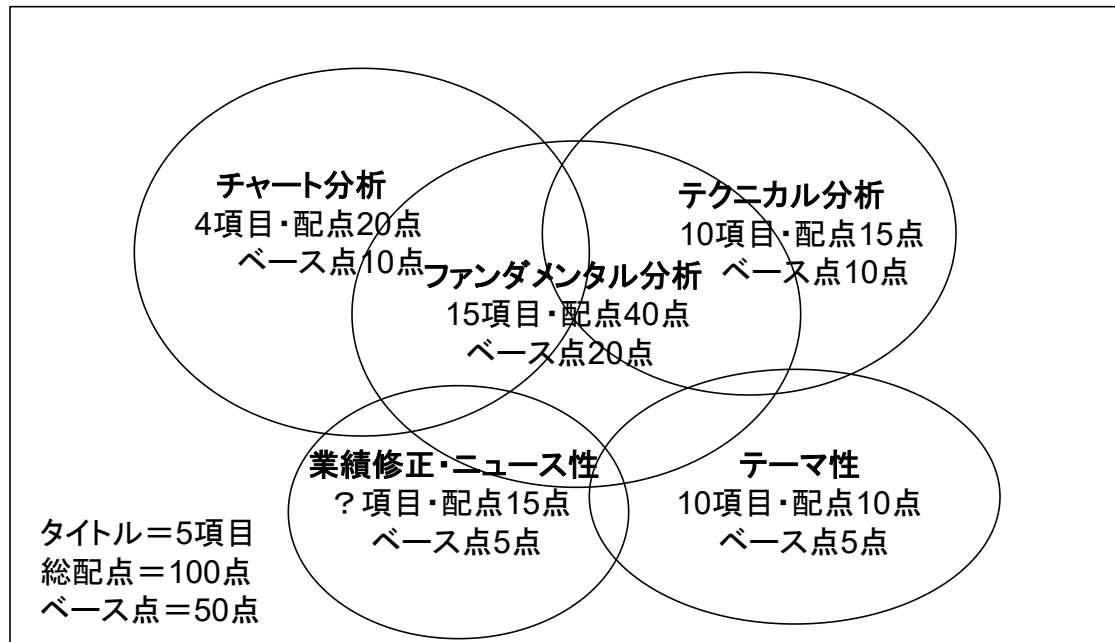 チャート分析
4項目・配点20点
ベース点10点
テクニカル分析
10項目・配点15点
ベース点10点
ファンダメンタル分析
15項目・配点40点
ベース点20点
業績修正・ニュース性
？項目・配点15点
ベース点5点
テーマ性
10項目・配点10点
ベース点5点
タイトル＝5項目
総配点＝100点
ベース点＝50点